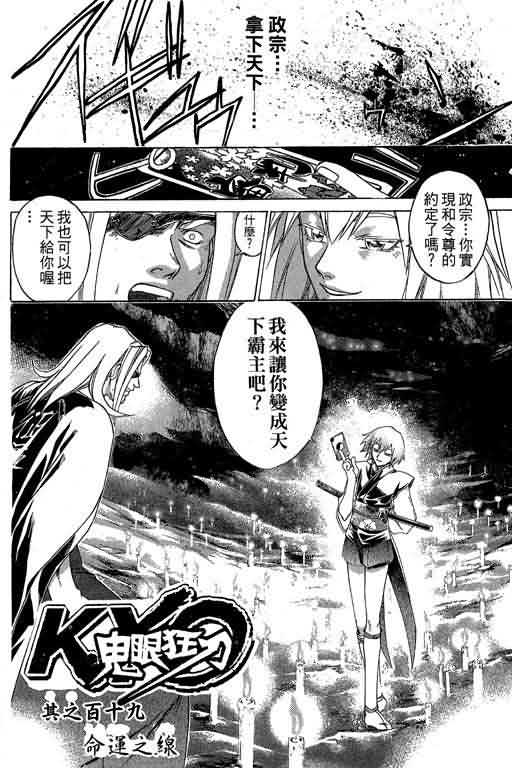 政宗…
拿下天下……
政宗…你實
現和令尊的
約定了嗎？
什麼？
我也可以把
天下給你喔
…
我來讓你變成天
下霸主吧？
KYO
鬼眼狂刀
其之百十九
命運之線